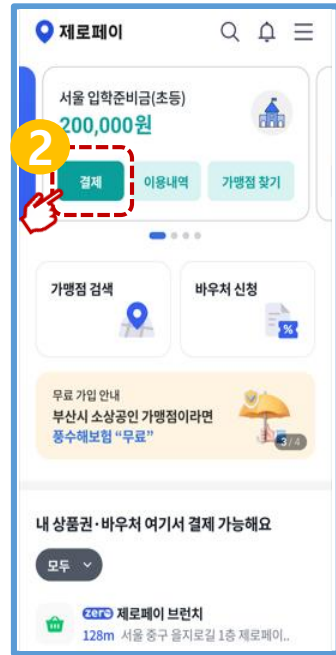 제로페이
서울 입학준비금(초등)
200,000원
2
결제 이용내역 가맹점 찾기
가맹점 검색 바우처 신청
%
무료 가입 안내
부산시 소상공인 가맹점이라면
풍수해보험 “무료”
3/4
내 상품권·바우처 여기서 결제 가능해요
모두
zero 제로페이 브런치
128m 서울 중구 을지로길 1층 제로페이..